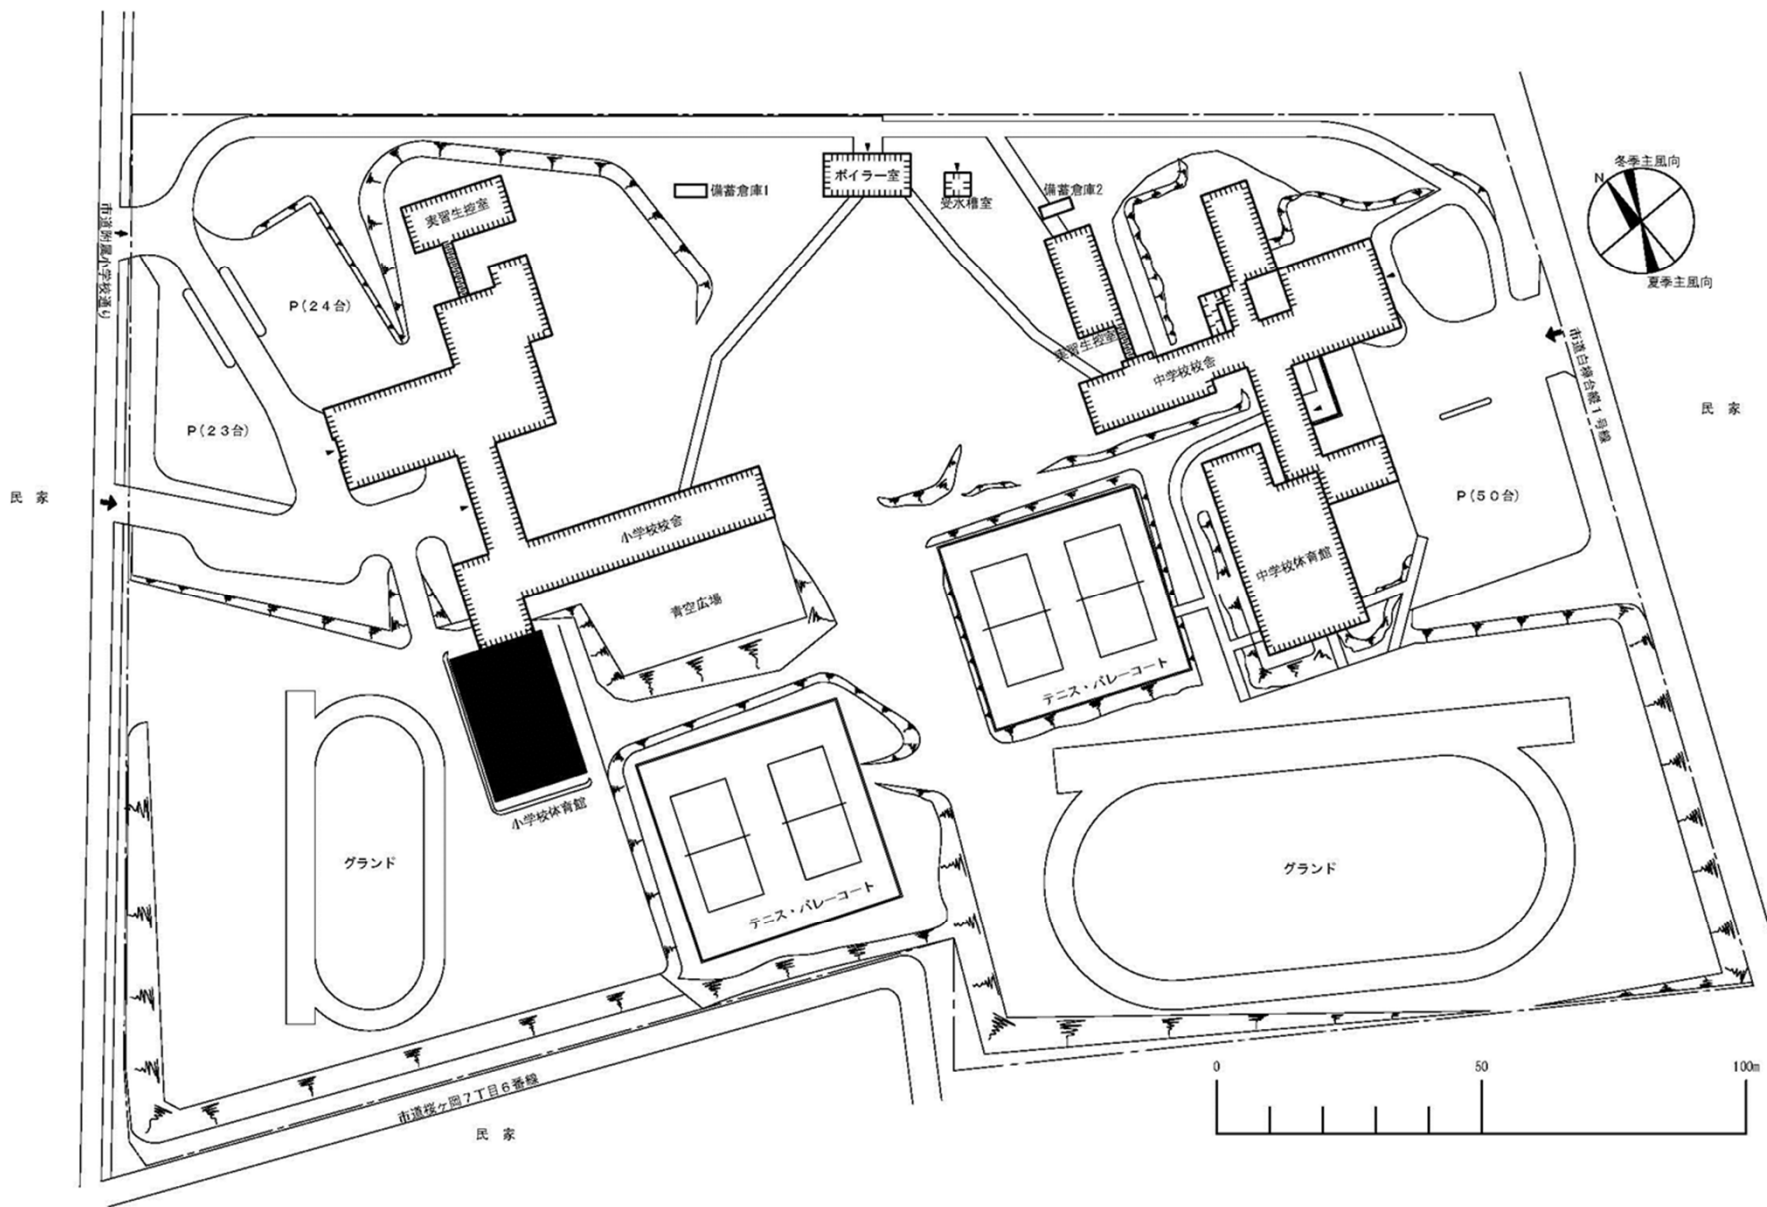 冬季主風向
N
夏季主風向
ボイラー室
備蓄倉庫1
受水槽室
備蓄倉庫2
実習生控室
市道附属小学校通り
P(24台)
実習生控室
中学校校舎
市道白樺台縦1号線
民 家
P(23台)
民 家
P(50台)
小学校校舎
中学校体育館
青空広場
テニス・バレーコート
小学校体育館
グランド
グランド
テニス・バレーコート
市道桜ヶ岡7丁目6番線
民 家
0
50
100m